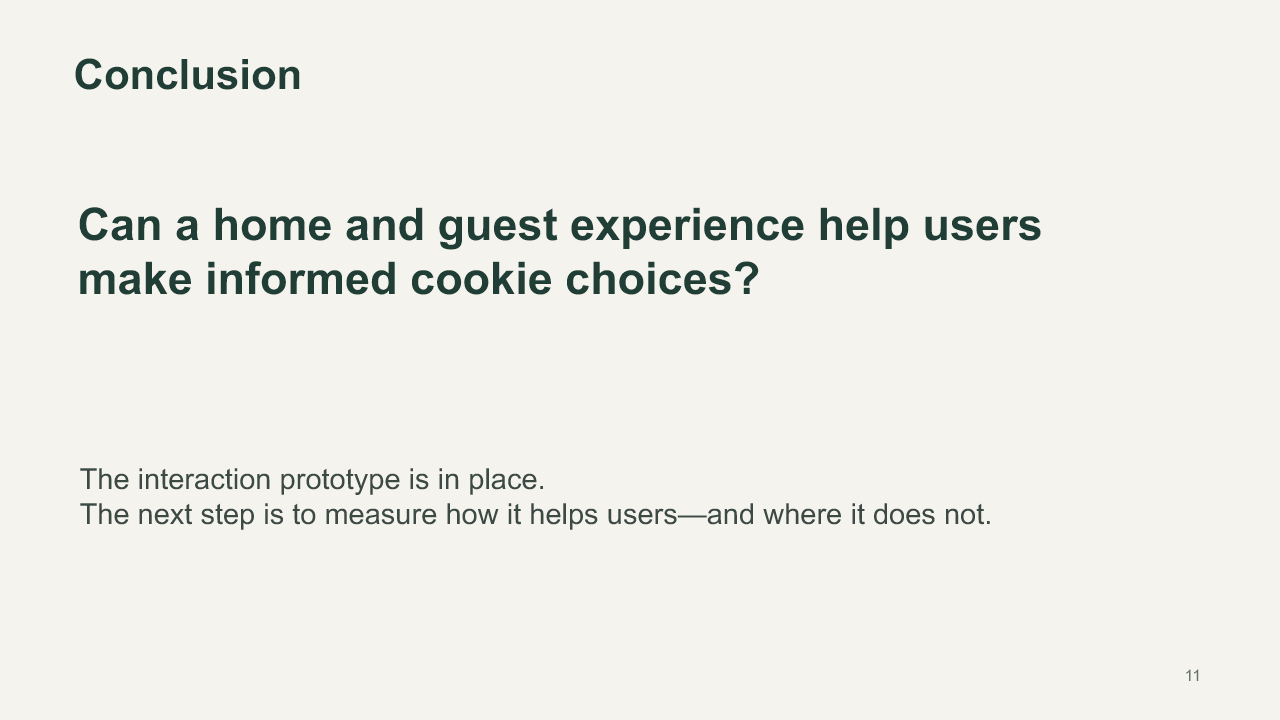 Conclusion
Can a home and guest experience help users
make informed cookie choices?
The interaction prototype is in place.
The next step is to measure how it helps users—and where it does not.
11